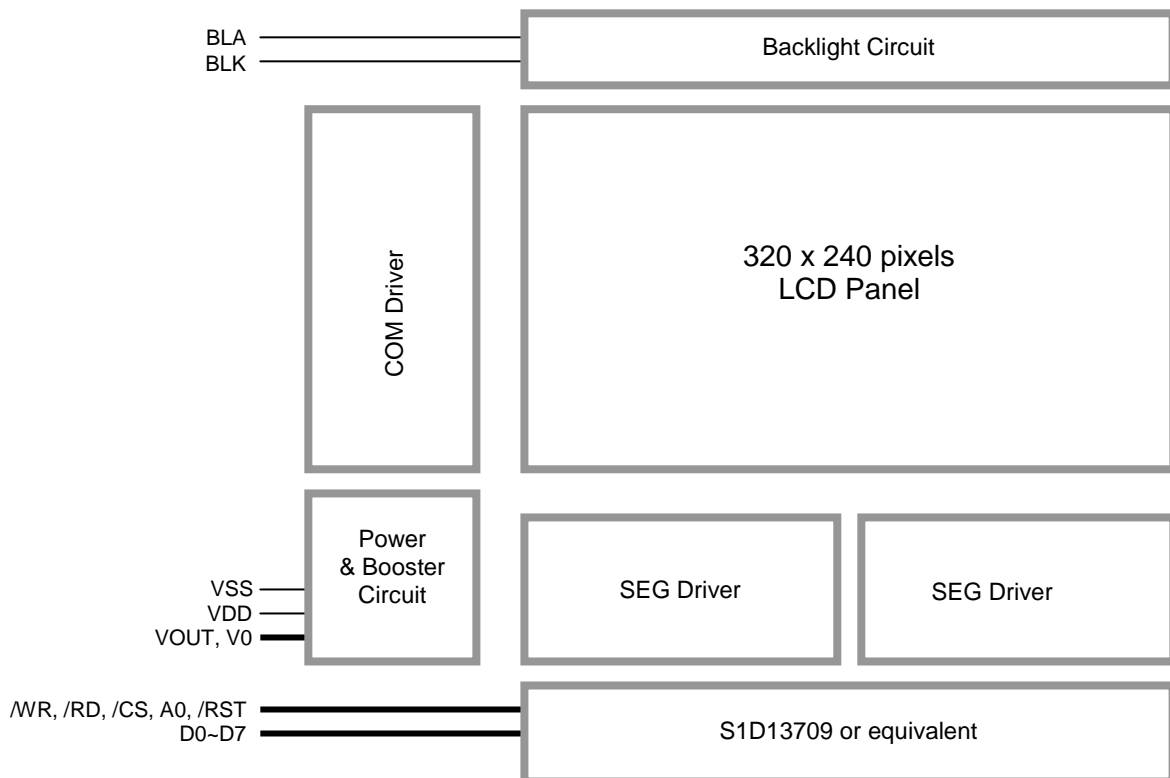 BLA
BLK
Backlight Circuit
COM Driver
320 x 240 pixels
LCD Panel
Power
& Booster
Circuit
VSS
VDD
VOUT, V0
SEG Driver
SEG Driver
/WR, /RD, /CS, A0, /RST
D0~D7
S1D13709 or equivalent